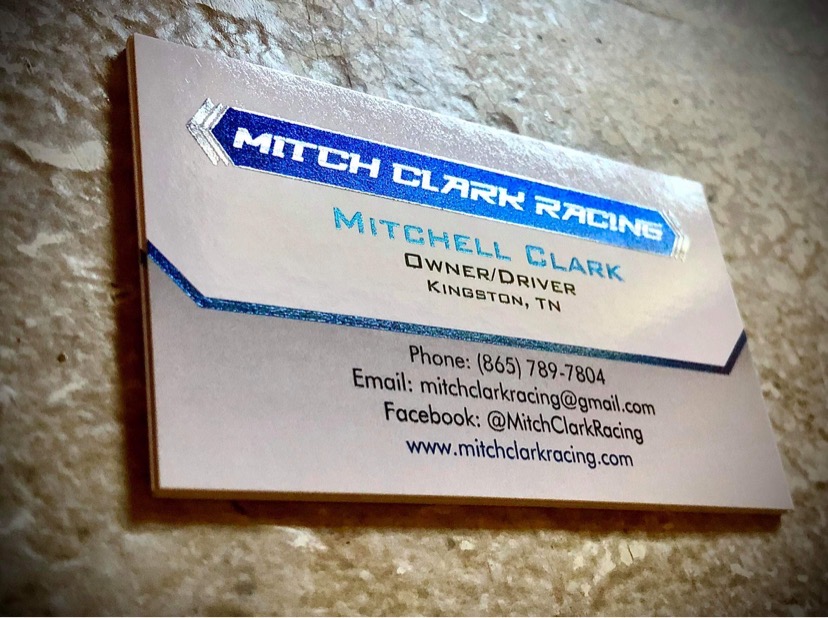 MITCH CLARK RACING
MITCHELL CLARK
OWNER/DRIVER
KINGSTON, TN
Phone: (865) 789-7804
Email: mitchclarkracing@gmail.com
Facebook: @MitchClarkRacing
www.mitchclarkracing.com